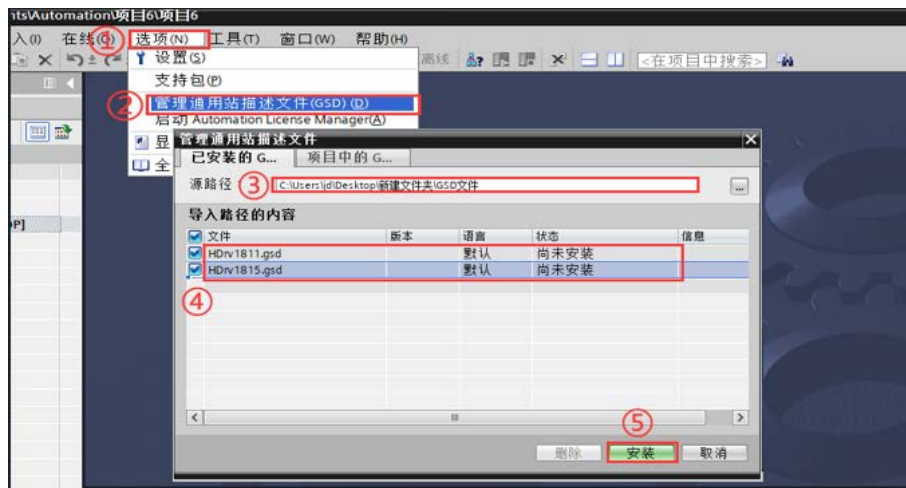 nts\Automation\项目6\项目6
入(I) 在线(O) 选项(N) 工具(T) 窗口(W) 帮助(H)
①
设置(S)
离线
<在项目中搜索>
支持包(P)
② 管理通用站描述文件(GSD) (D)
启动 Automation License Manager(A)
显
全
管理通用站描述文件
已安装的 G... 项目中的 G...
源路径 ③ C:\Users\jd\Desktop\新建文件夹\GSD文件 ...
导入路径的内容
文件 版本 语言 状态 信息
HDrv1811.gsd 默认 尚未安装
HDrv1815.gsd 默认 尚未安装
④
⑤
删除 安装 取消
P]